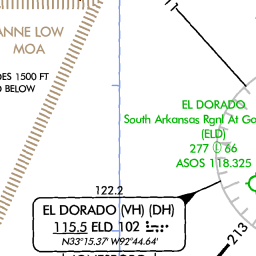 ANNE LOW
MOA
DES 1500 FT
D BELOW
EL DORADO
South Arkansas Rgnl At Go
(ELD)
277 Ⓛ 66
ASOS 118.325
122.2
EL DORADO (VH) (DH)
115.5 ELD 102
N33°15.37' W92°44.64'
213